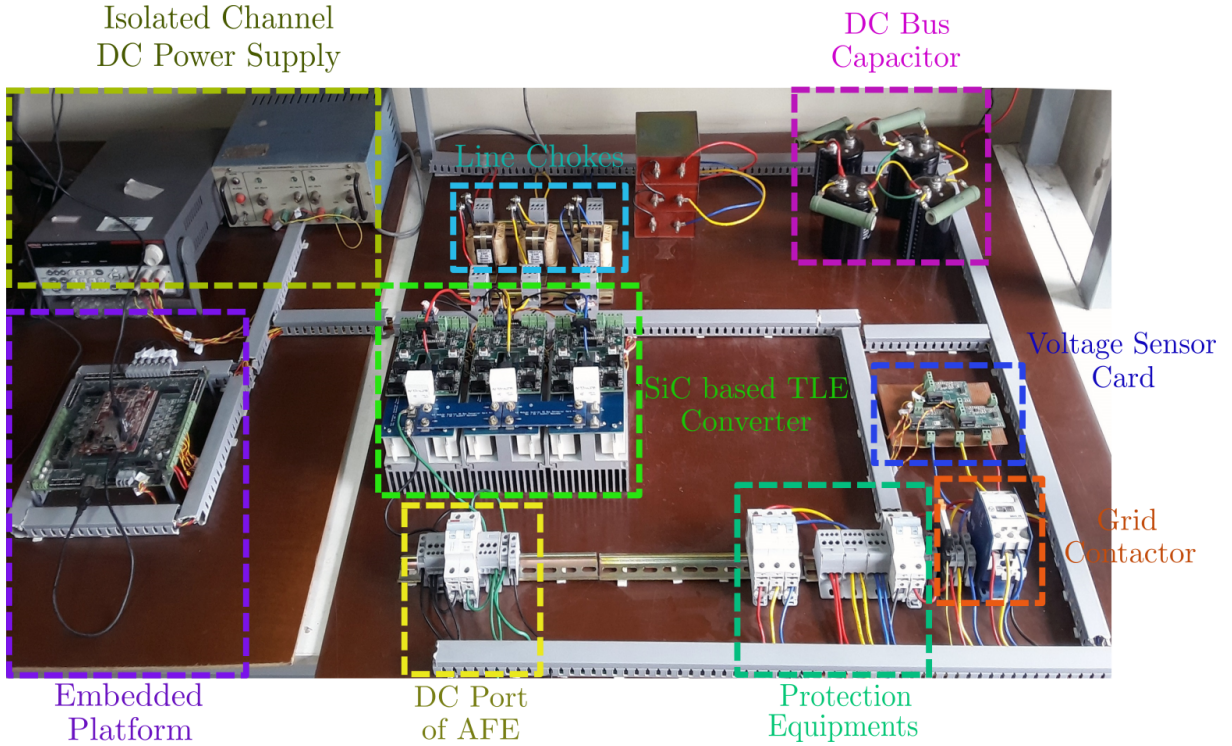 Isolated Channel
DC Power Supply
DC Bus
Capacitor
Line Chokes
Voltage Sensor
Card
SiC based TLE
Converter
Grid
Contactor
Embedded
Platform
DC Port
of AFE
Protection
Equipments